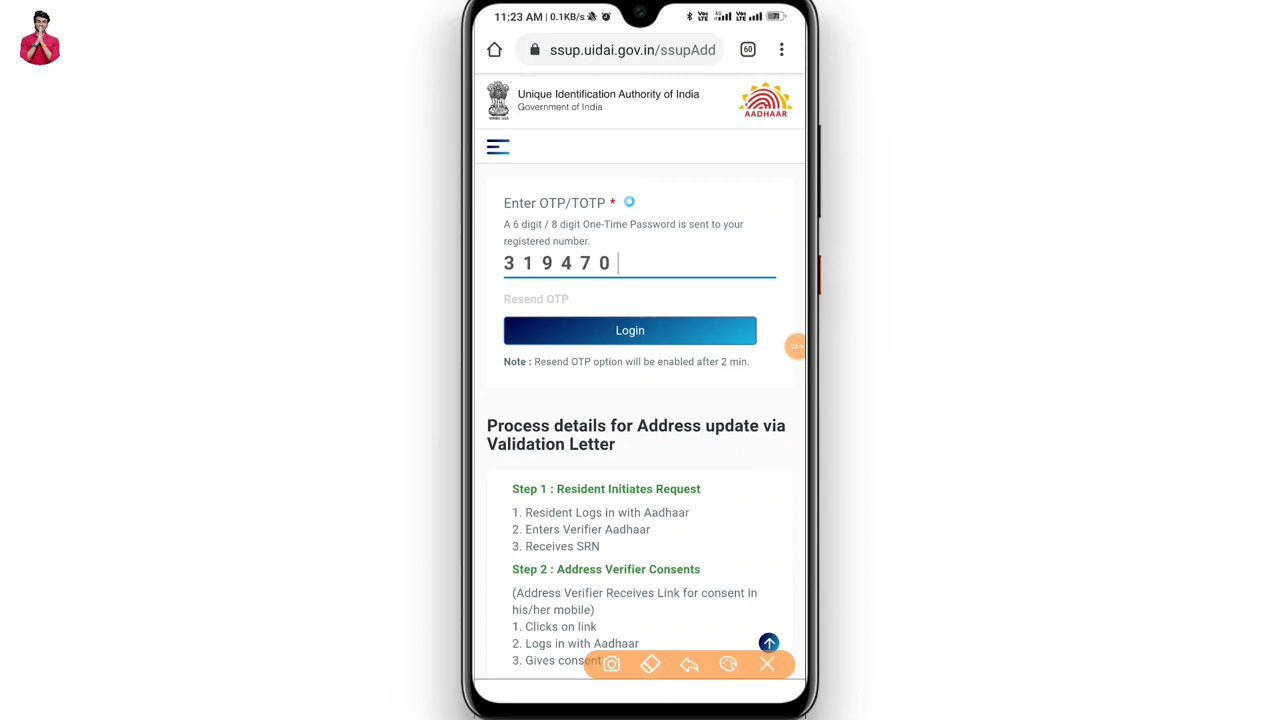 11:23 AM | 0.1KB/s
ssup.uidai.gov.in/ssupAdd
60
Unique Identification Authority of India
Government of India
AADHAAR
Enter OTP/TOTP *
A 6 digit / 8 digit One-Time Password is sent to your
registered number.
3 1 9 4 7 0
Resend OTP
Login
Note : Resend OTP option will be enabled after 2 min.
Process details for Address update via
Validation Letter
Step 1 : Resident Initiates Request
1. Resident Logs in with Aadhaar
2. Enters Verifier Aadhaar
3. Receives SRN
Step 2 : Address Verifier Consents
(Address Verifier Receives Link for consent in
his/her mobile)
1. Clicks on link
2. Logs in with Aadhaar
3. Gives consent